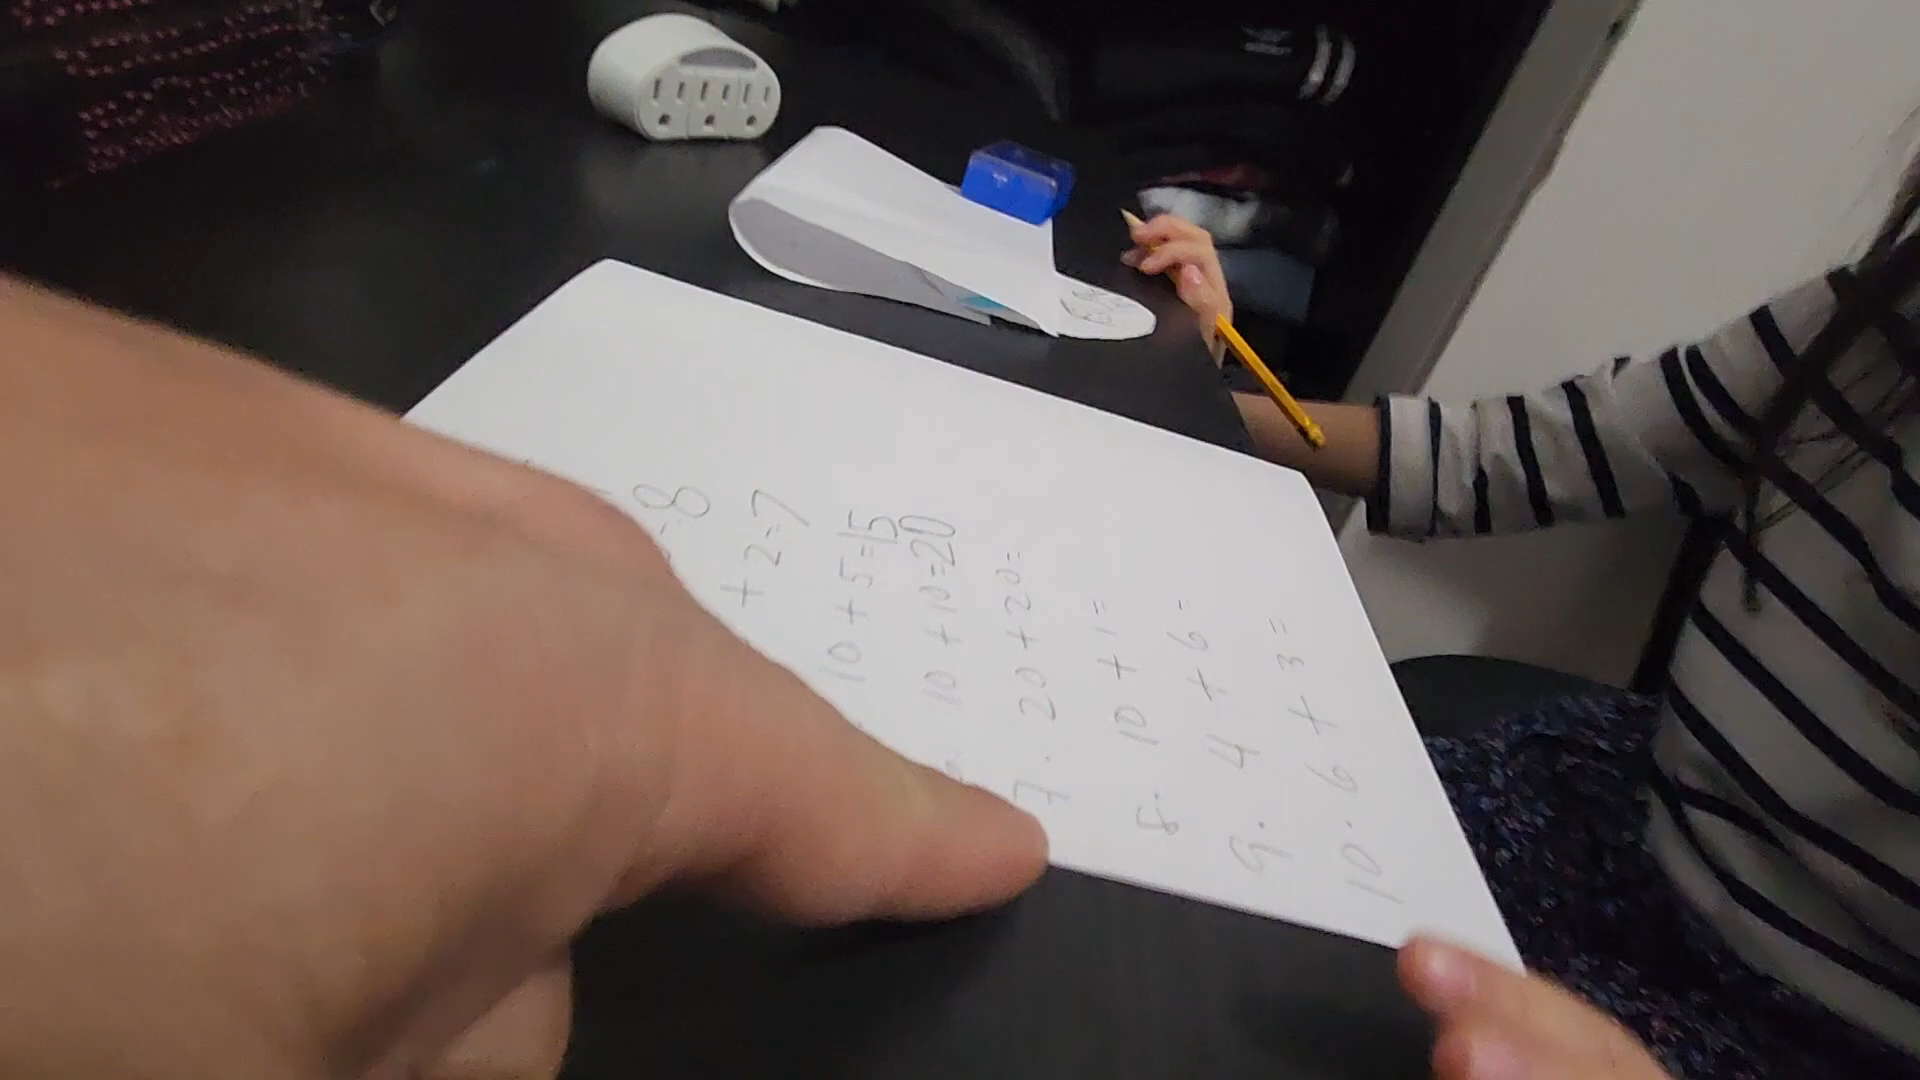 =8
+ 2=7
10 + 5=15
10 + 10=20
7. 20 + 20=
8. 10 + 1=
9. 4 + 6=
10. 6 + 3=